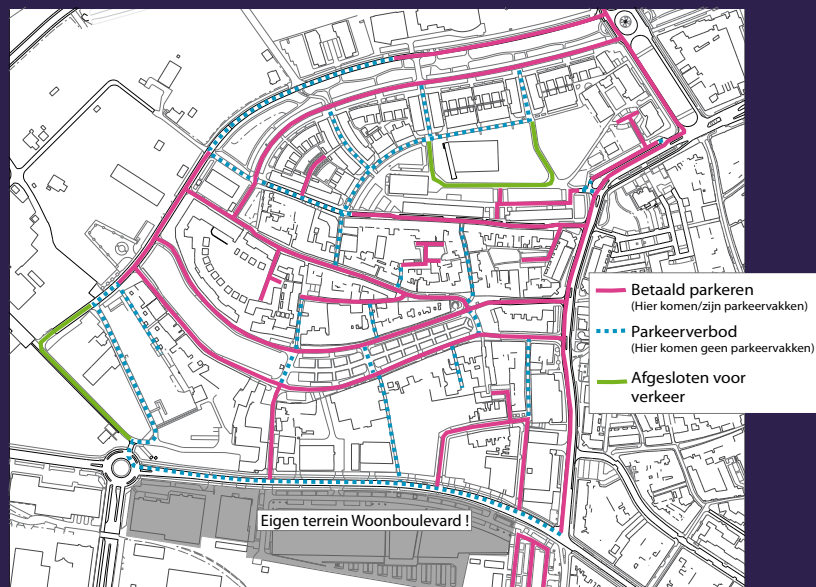 Betaald parkeren
(Hier komen/zijn parkeervakken)
Parkeerverbod
(Hier komen geen parkeervakken)
Afgesloten voor
verkeer
Eigen terrein Woonboulevard !